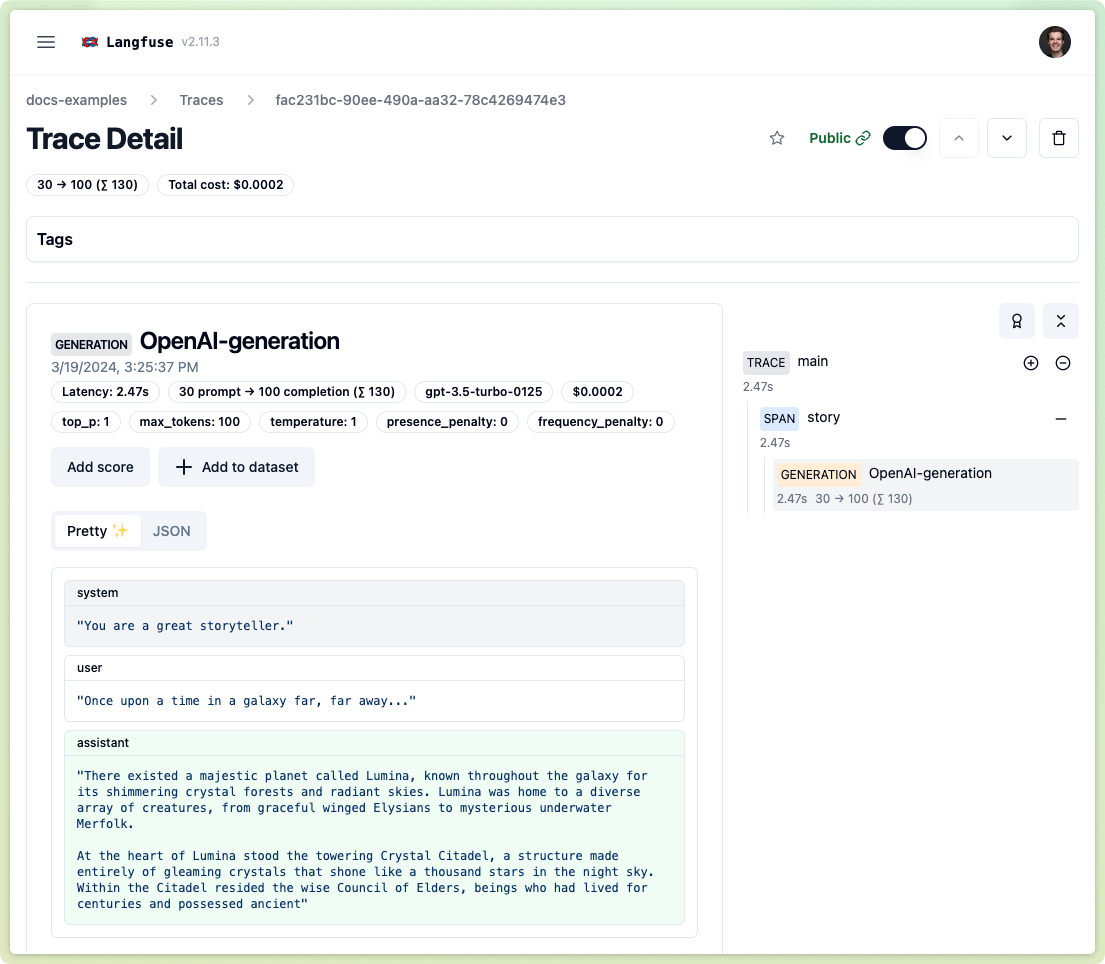 Langfuse v2.11.3
docs-examples > Traces > fac231bc-90ee-490a-aa32-78c4269474e3
Trace Detail
Public
30 → 100 (∑ 130)
Total cost: $0.0002
Tags
GENERATION OpenAI-generation
3/19/2024, 3:25:37 PM
Latency: 2.47s
30 prompt → 100 completion (∑ 130)
gpt-3.5-turbo-0125
$0.0002
top_p: 1
max_tokens: 100
temperature: 1
presence_penalty: 0
frequency_penalty: 0
Add score
Add to dataset
Pretty ✨
JSON
system
"You are a great storyteller."
user
"Once upon a time in a galaxy far, far away..."
assistant
"There existed a majestic planet called Lumina, known throughout the galaxy for
its shimmering crystal forests and radiant skies. Lumina was home to a diverse
array of creatures, from graceful winged Elysians to mysterious underwater
Merfolk.
At the heart of Lumina stood the towering Crystal Citadel, a structure made
entirely of gleaming crystals that shone like a thousand stars in the night sky.
Within the Citadel resided the wise Council of Elders, beings who had lived for
centuries and possessed ancient"
TRACE main
2.47s
SPAN story
2.47s
GENERATION OpenAI-generation
2.47s 30 → 100 (∑ 130)